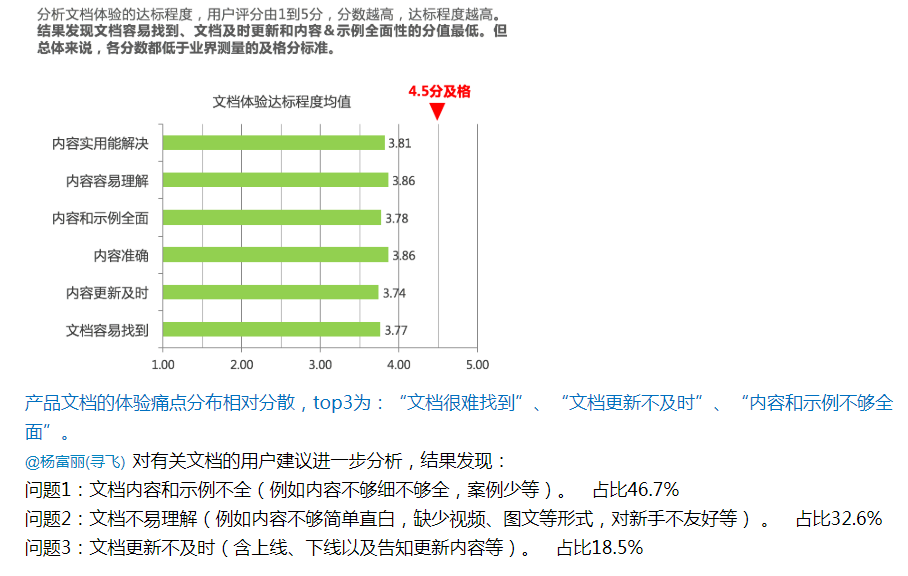 分析文档体验的达标程度，用户评分由1到5分，分数越高，达标程度越高。
结果发现文档容易找到、文档及时更新和内容＆示例全面性的分值最低。但
总体来说，各分数都低于业界测量的及格分标准。
4.5分及格
文档体验达标程度均值
内容实用能解决 3.81
内容容易理解 3.86
内容和示例全面 3.78
内容准确 3.86
内容更新及时 3.74
文档容易找到 3.77
1.00 2.00 3.00 4.00 5.00
产品文档的体验痛点分布相对分散，top3为：“文档很难找到”、“文档更新不及时”、“内容和示例不够全
面”。
@杨富丽(寻飞) 对有关文档的用户建议进一步分析，结果发现：
问题1：文档内容和示例不全（例如内容不够细不够全，案例少等）。 占比46.7%
问题2：文档不易理解（例如内容不够简单直白，缺少视频、图文等形式，对新手不友好等）。 占比32.6%
问题3：文档更新不及时（含上线、下线以及告知更新内容等）。 占比18.5%